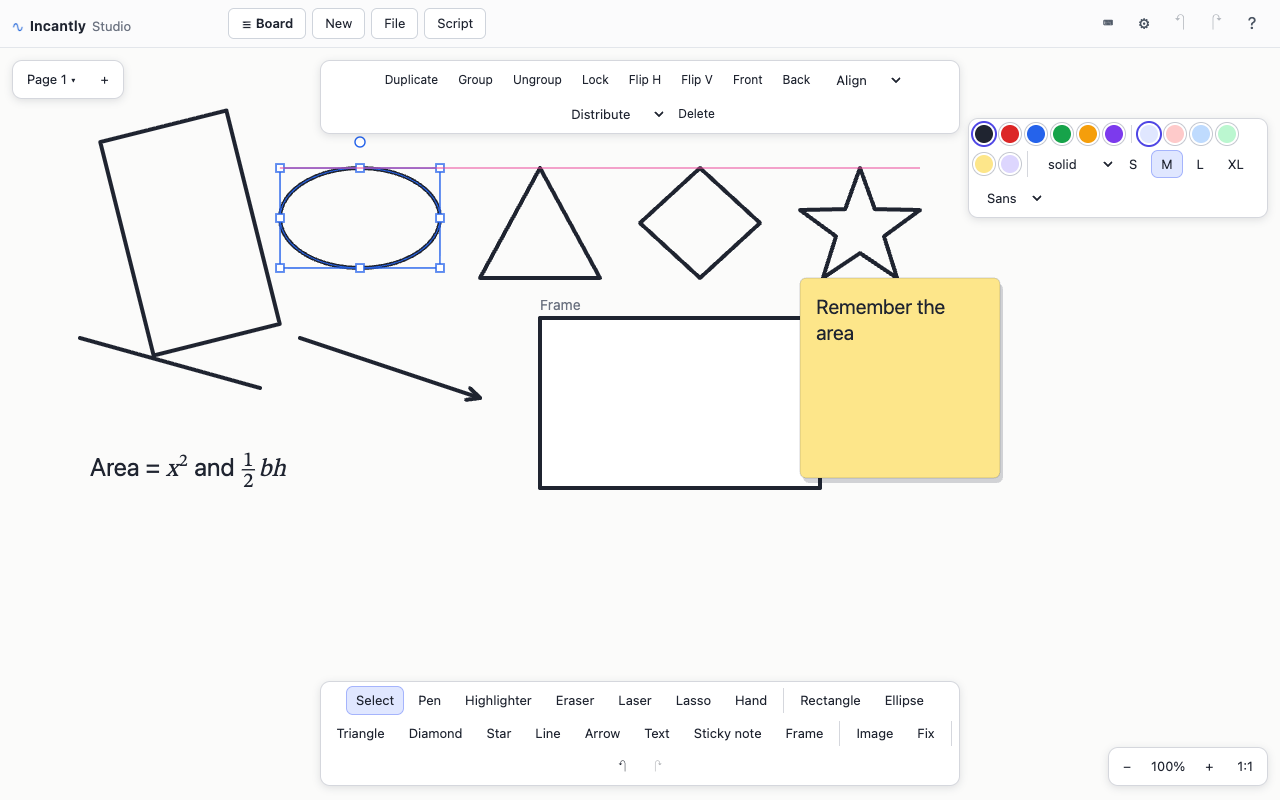 Incantly Studio
≡ Board New File Script
?
Page 1 ▾ +
Duplicate Group Ungroup Lock Flip H Flip V Front Back Align
Distribute Delete
solid S M L XL
Sans
Frame
Remember the
area
Area = x² and ½ bh
Select Pen Highlighter Eraser Laser Lasso Hand Rectangle Ellipse
Triangle Diamond Star Line Arrow Text Sticky note Frame Image Fix
− 100% + 1:1